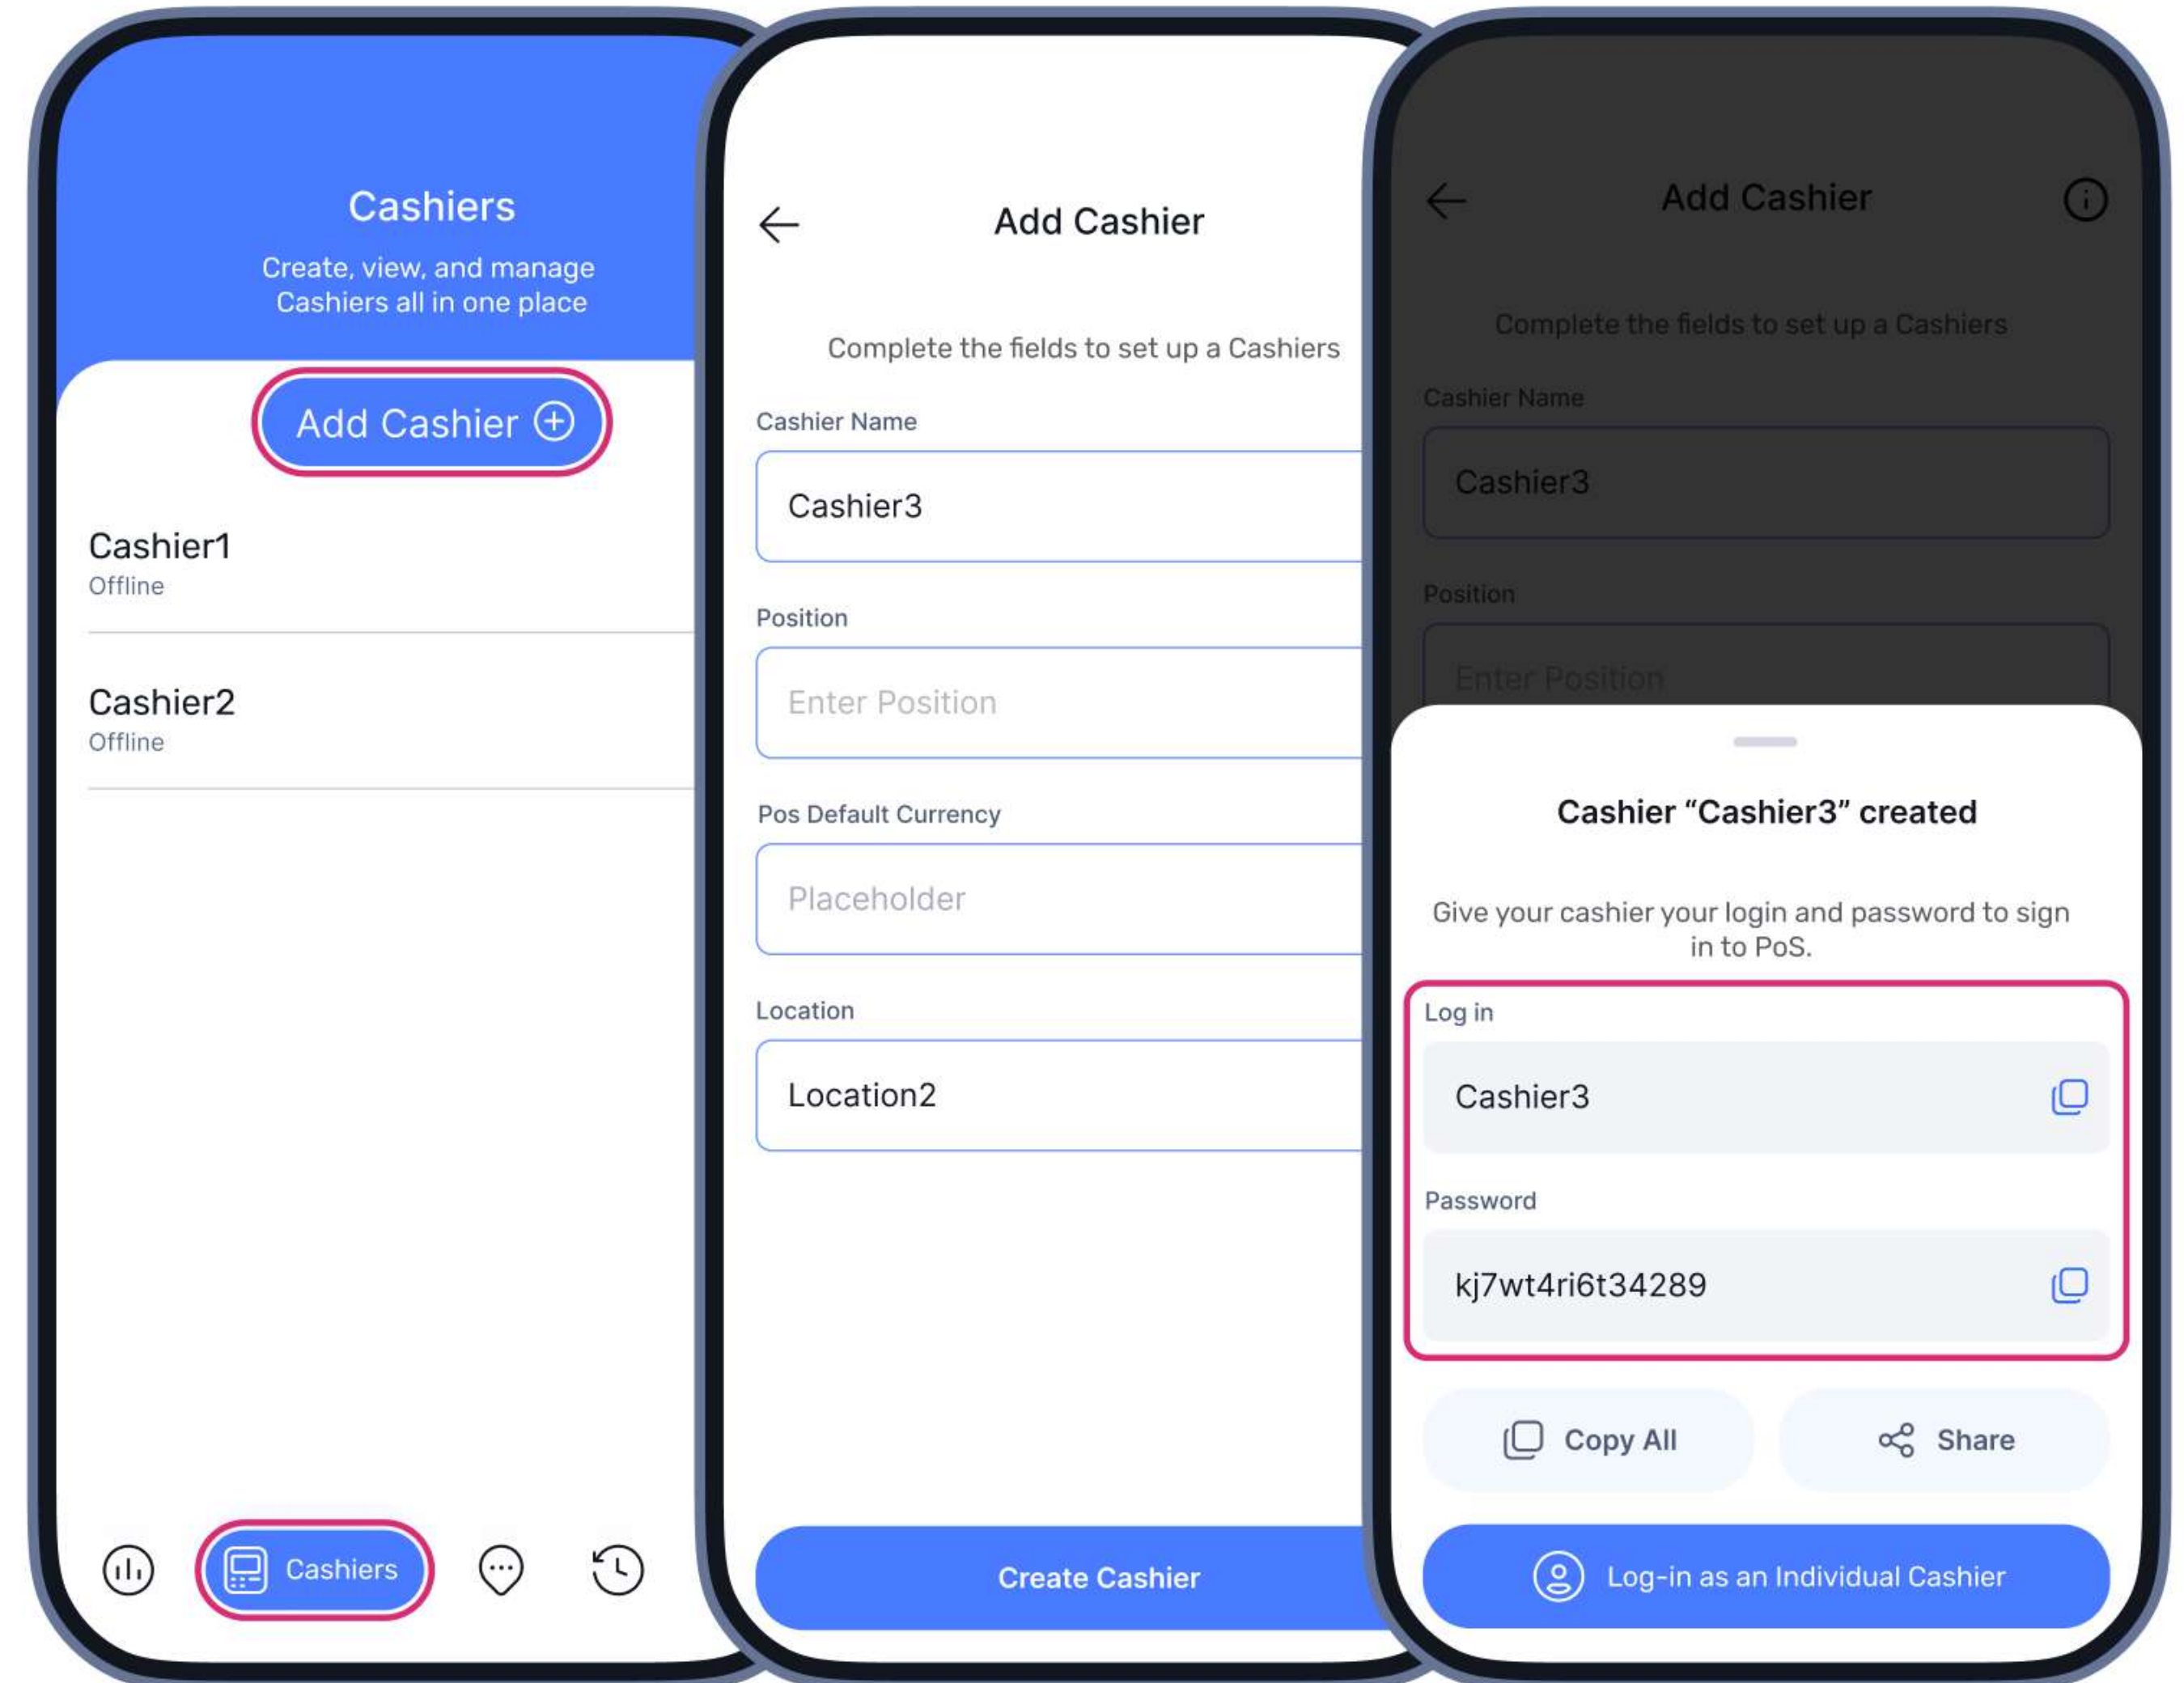 Cashiers
Create, view, and manage
Cashiers all in one place
Add Cashier
Cashier1
Offline
Cashier2
Offline
Cashiers
Add Cashier
Complete the fields to set up a Cashiers
Cashier Name
Cashier3
Position
Enter Position
Pos Default Currency
Placeholder
Location
Location2
Create Cashier
Add Cashier
Complete the fields to set up a Cashiers
Cashier Name
Cashier3
Position
Enter Position
Cashier “Cashier3” created
Give your cashier your login and password to sign
in to PoS.
Log in
Cashier3
Password
kj7wt4ri6t34289
Copy All
Share
Log-in as an Individual Cashier